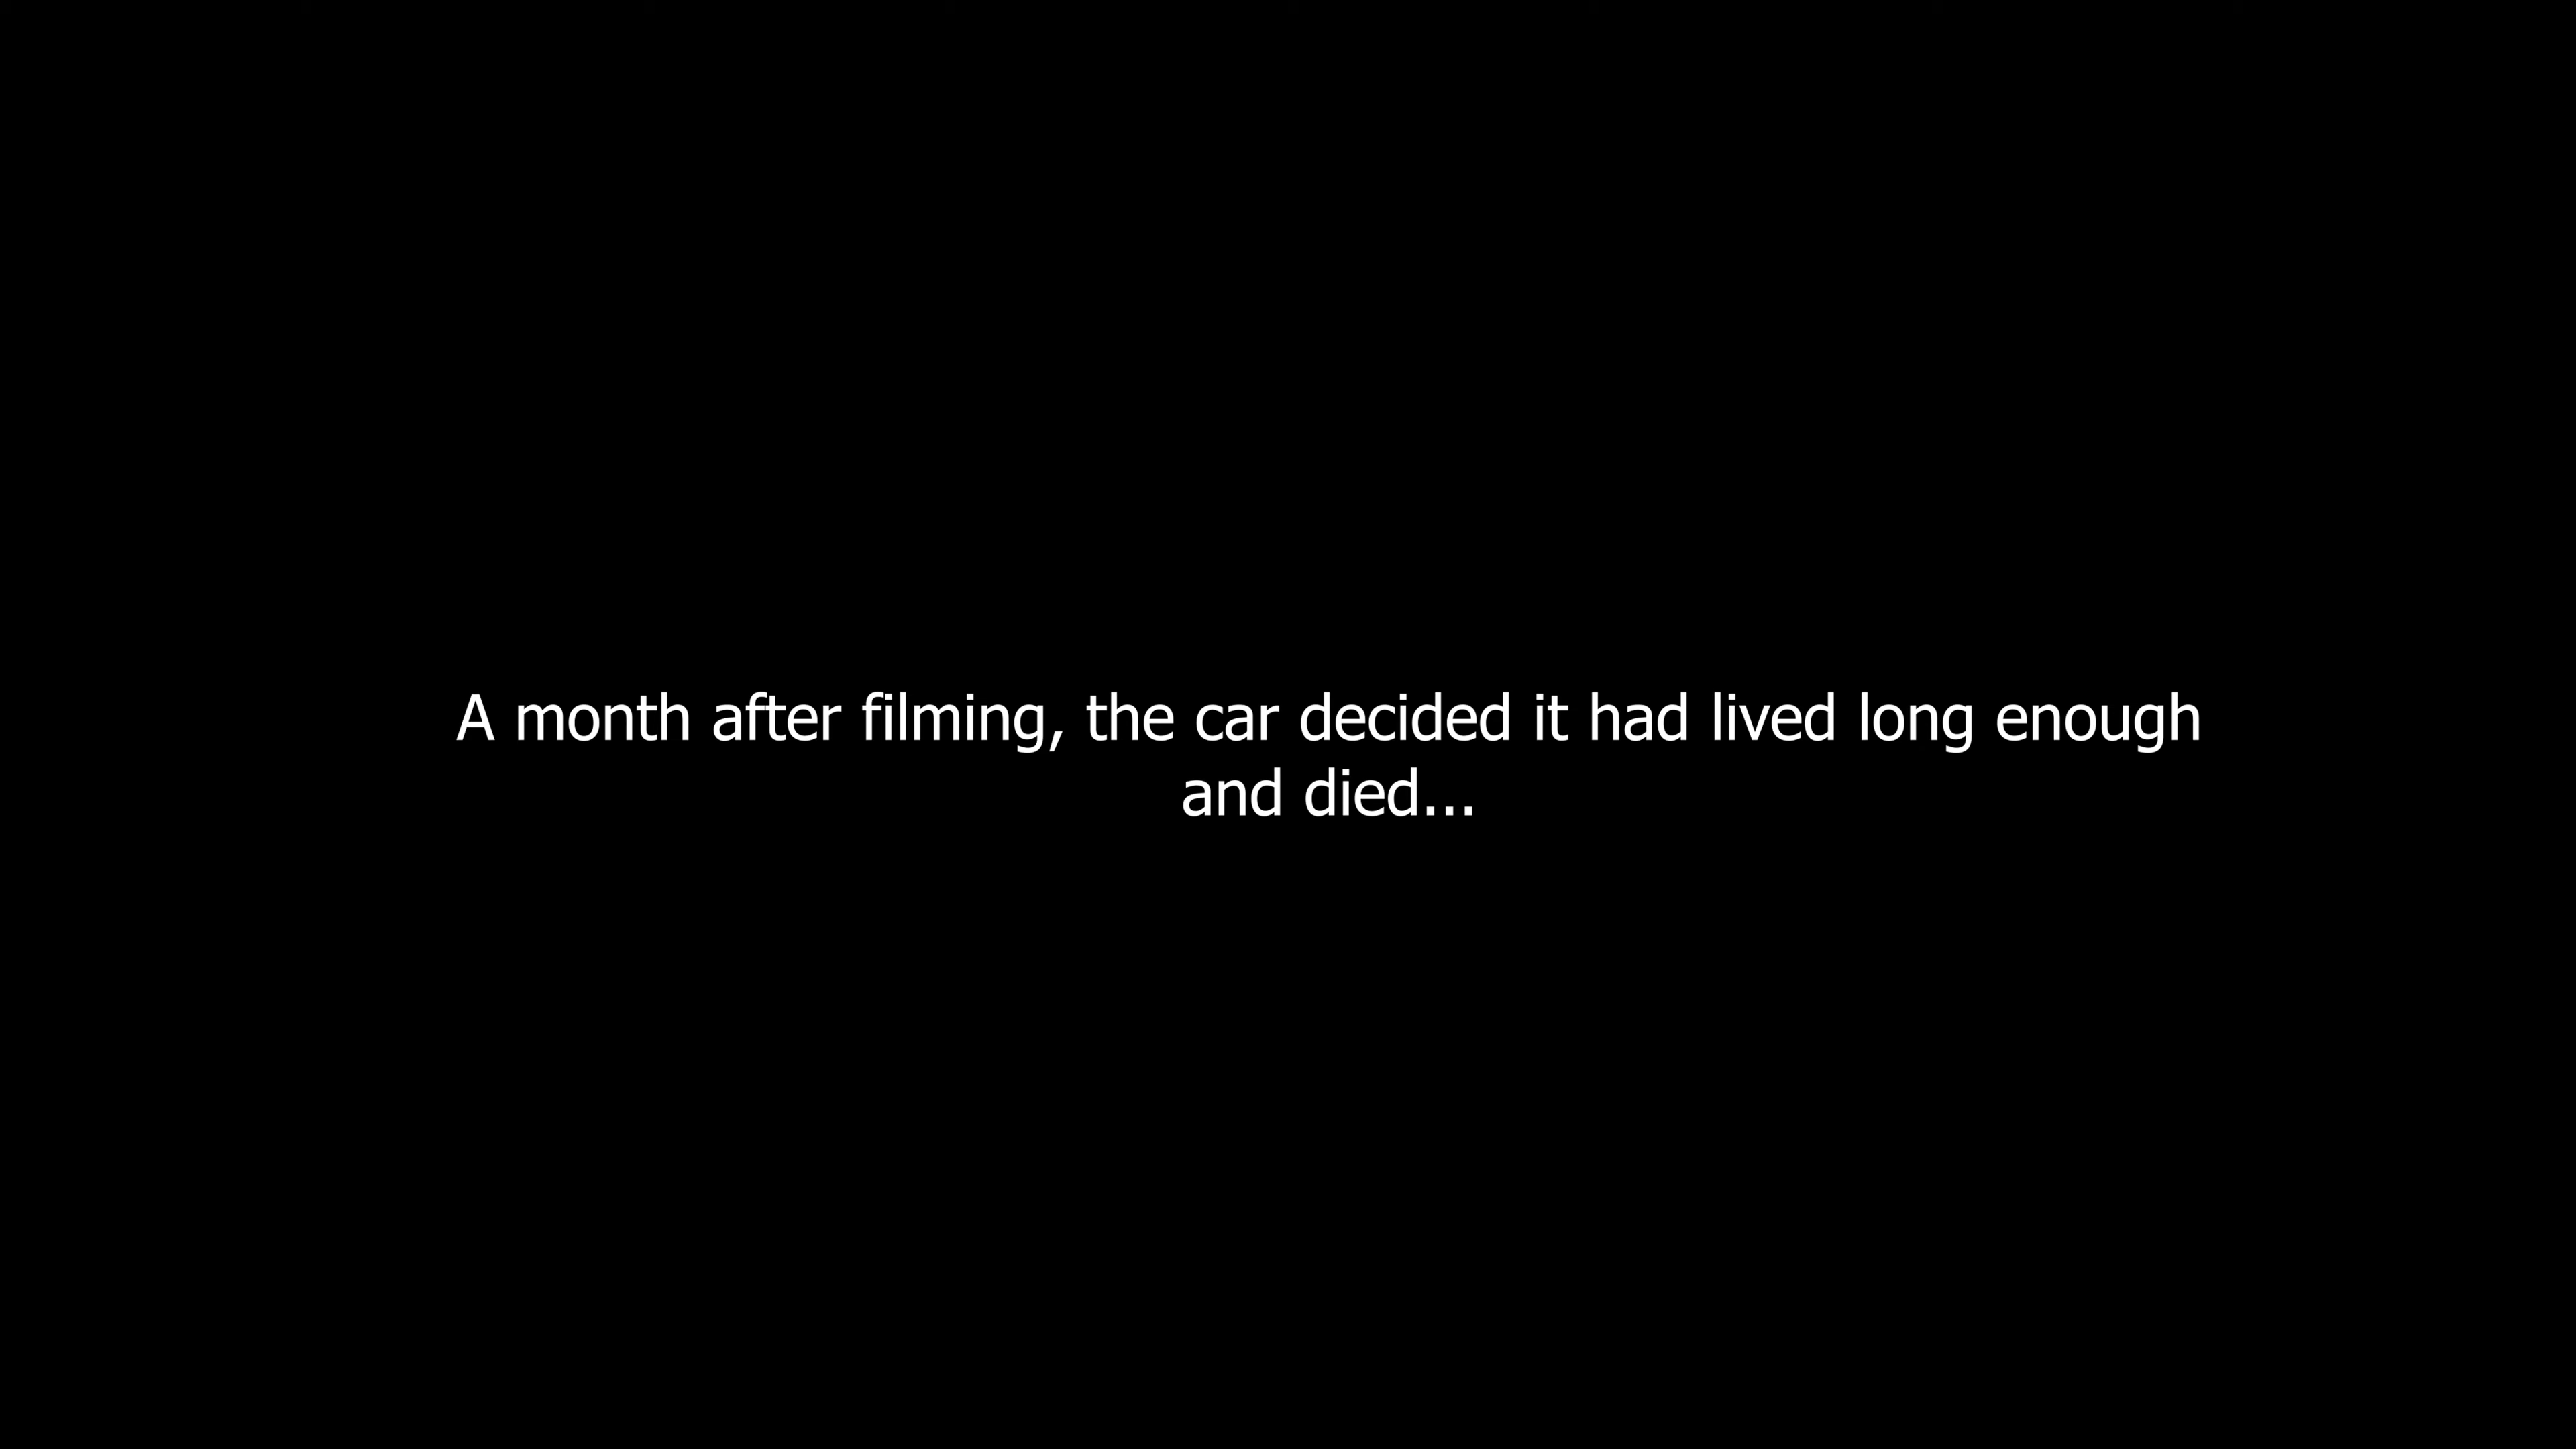 A month after filming, the car decided it had lived long enough
and died...